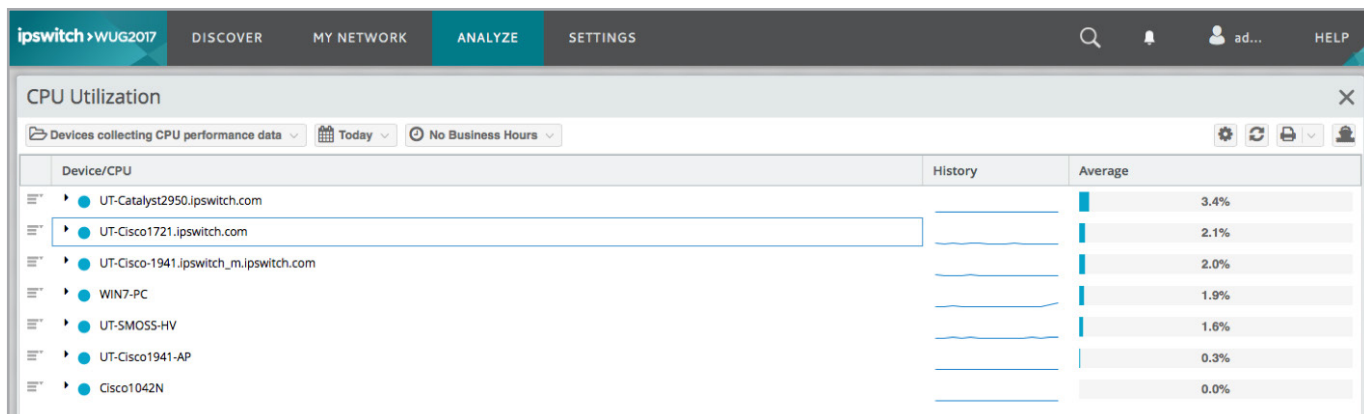 ipswitch>WUG2017 DISCOVER MY NETWORK ANALYZE SETTINGS ad... HELP
CPU Utilization
Devices collecting CPU performance data Today No Business Hours
Device/CPU History Average
UT-Catalyst2950.ipswitch.com 3.4%
UT-Cisco1721.ipswitch.com 2.1%
UT-Cisco-1941.ipswitch_m.ipswitch.com 2.0%
WIN7-PC 1.9%
UT-SMOSS-HV 1.6%
UT-Cisco1941-AP 0.3%
Cisco1042N 0.0%